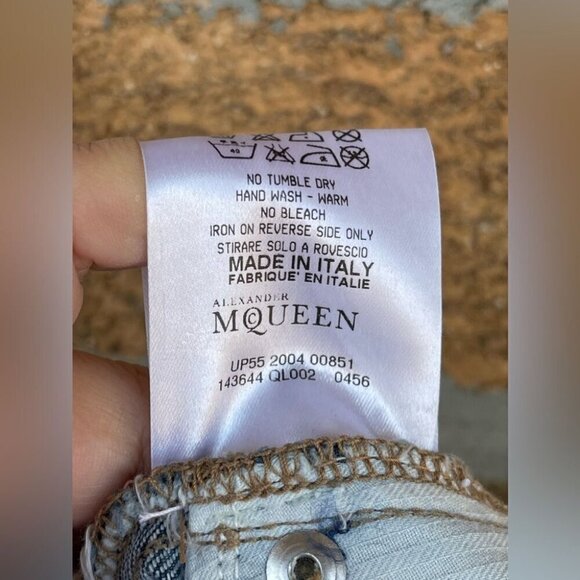 NO TUMBLE DRY
HAND WASH - WARM
NO BLEACH
IRON ON REVERSE SIDE ONLY
STIRARE SOLO A ROVESCIO
MADE IN ITALY
FABRIQUE' EN ITALIE
ALEXANDER
MCQUEEN
UP55 2004 00851
143644 QL002 0456